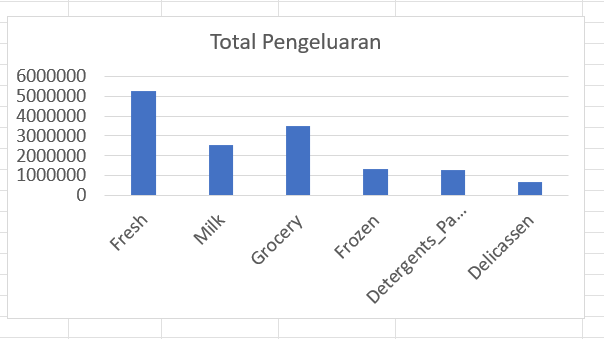 Total Pengeluaran
6000000
5000000
4000000
3000000
2000000
1000000
0
Fresh
Milk
Grocery
Frozen
Detergents_Pa...
Delicassen